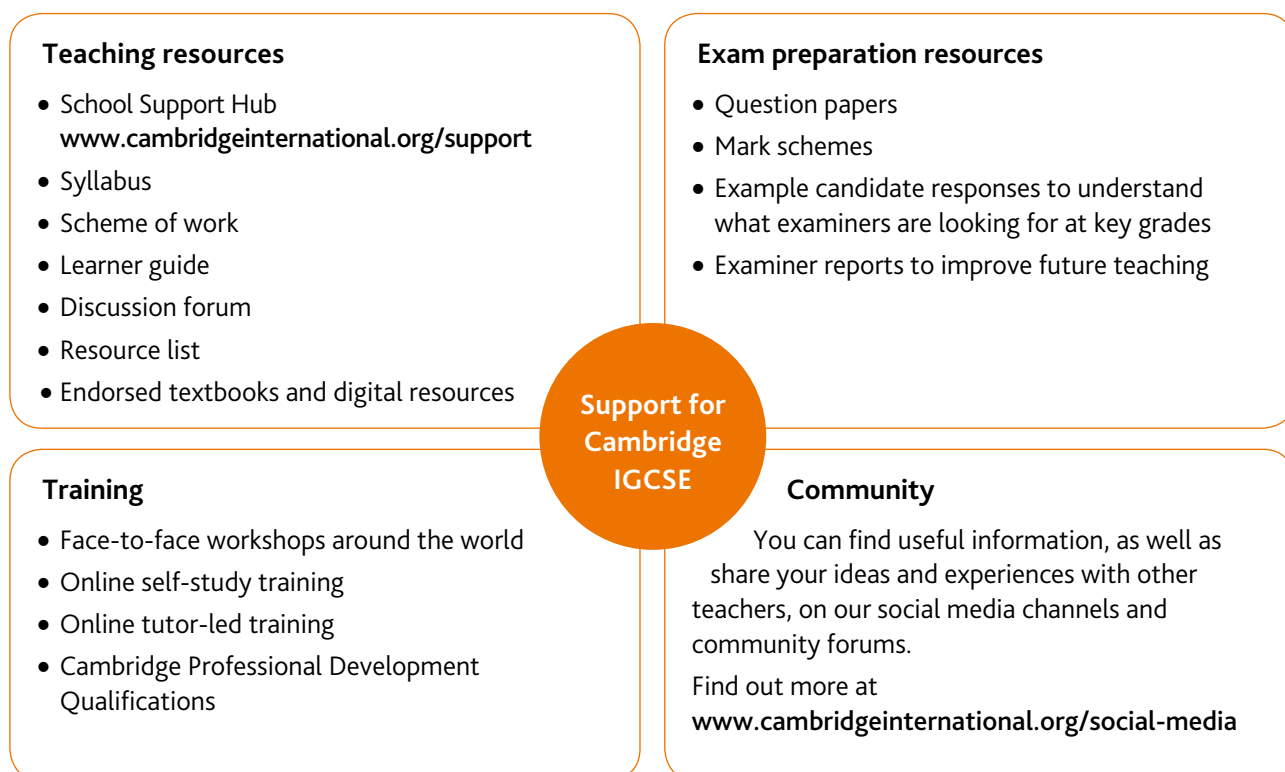 Teaching resources
• School Support Hub
www.cambridgeinternational.org/support
• Syllabus
• Scheme of work
• Learner guide
• Discussion forum
• Resource list
• Endorsed textbooks and digital resources
Exam preparation resources
• Question papers
• Mark schemes
• Example candidate responses to understand
what examiners are looking for at key grades
• Examiner reports to improve future teaching
Support for
Cambridge
IGCSE
Training
• Face-to-face workshops around the world
• Online self-study training
• Online tutor-led training
• Cambridge Professional Development
Qualifications
Community
You can find useful information, as well as
share your ideas and experiences with other
teachers, on our social media channels and
community forums.
Find out more at
www.cambridgeinternational.org/social-media